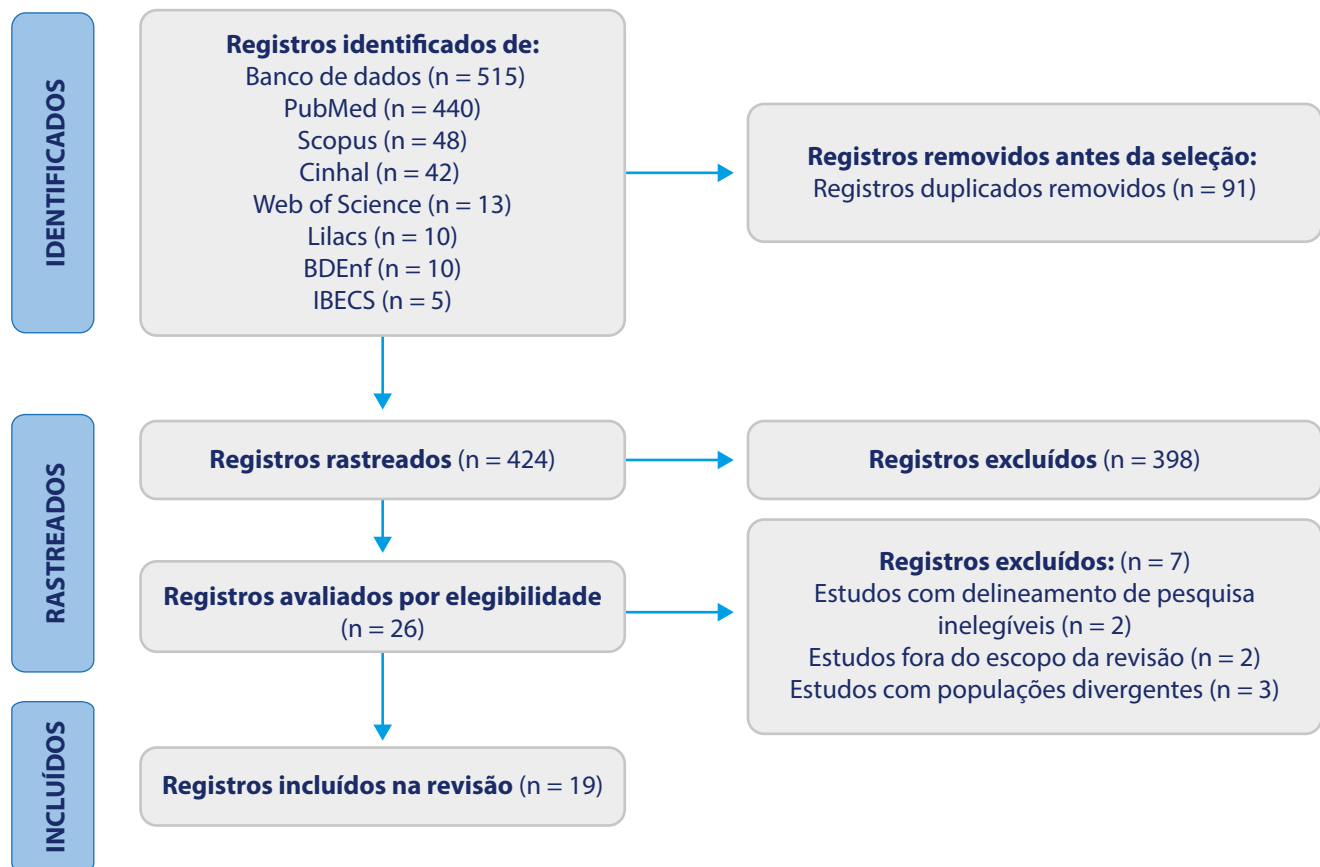 IDENTIFICADOS
Registros identificados de:
Banco de dados (n = 515)
PubMed (n = 440)
Scopus (n = 48)
Cinhal (n = 42)
Web of Science (n = 13)
Lilacs (n = 10)
BDEnf (n = 10)
IBECS (n = 5)
Registros removidos antes da seleção:
Registros duplicados removidos (n = 91)
RASTREADOS
Registros rastreados (n = 424)
Registros excluídos (n = 398)
Registros avaliados por elegibilidade
(n = 26)
Registros excluídos: (n = 7)
Estudos com delineamento de pesquisa
inelegíveis (n = 2)
Estudos fora do escopo da revisão (n = 2)
Estudos com populações divergentes (n = 3)
INCLUÍDOS
Registros incluídos na revisão (n = 19)